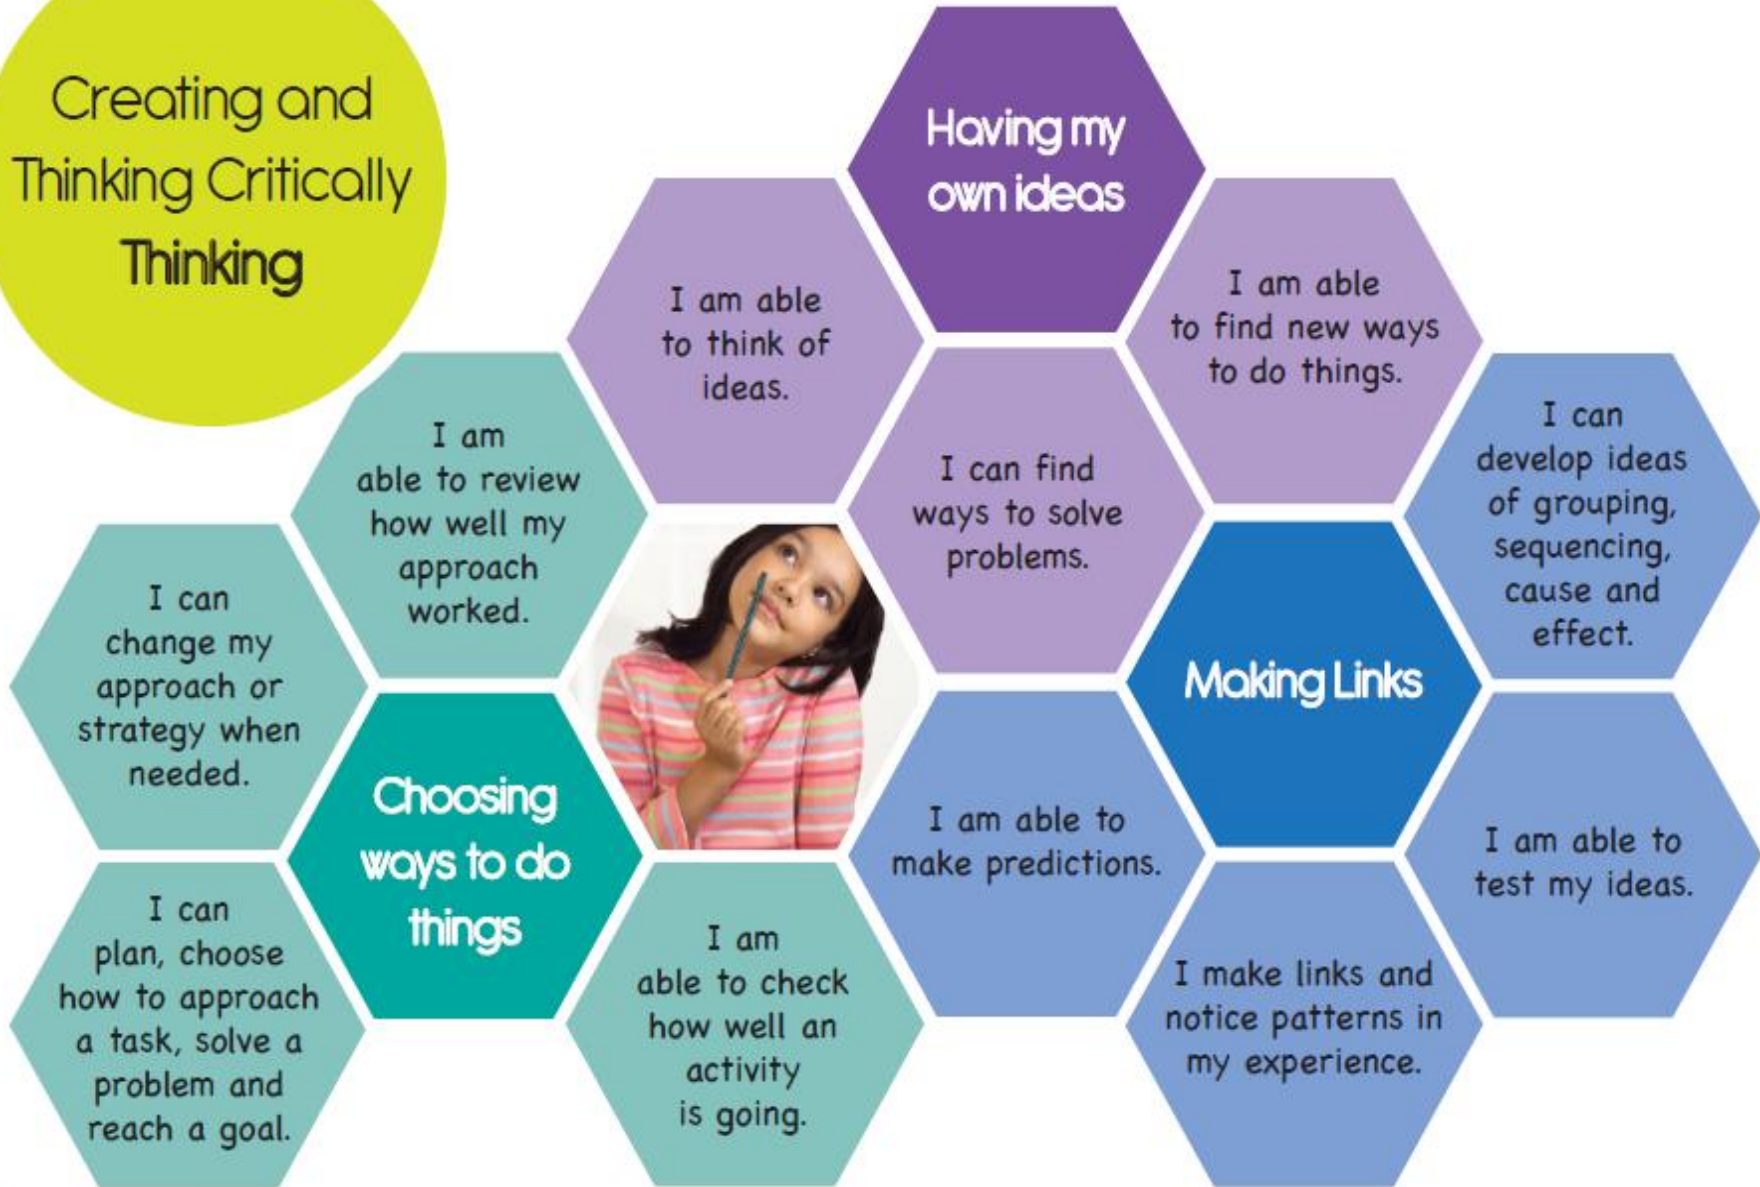 Creating and
Thinking Critically
Thinking
Having my
own ideas
I am able
to think of
ideas.
I am able
to find new ways
to do things.
I can find
ways to solve
problems.
I am
able to review
how well my
approach
worked.
I can
change my
approach or
strategy when
needed.
Choosing
ways to do
things
I can
plan, choose
how to approach
a task, solve a
problem and
reach a goal.
I am
able to check
how well an
activity
is going.
Making Links
I can
develop ideas
of grouping,
sequencing,
cause and
effect.
I am able to
make predictions.
I am able to
test my ideas.
I make links and
notice patterns in
my experience.